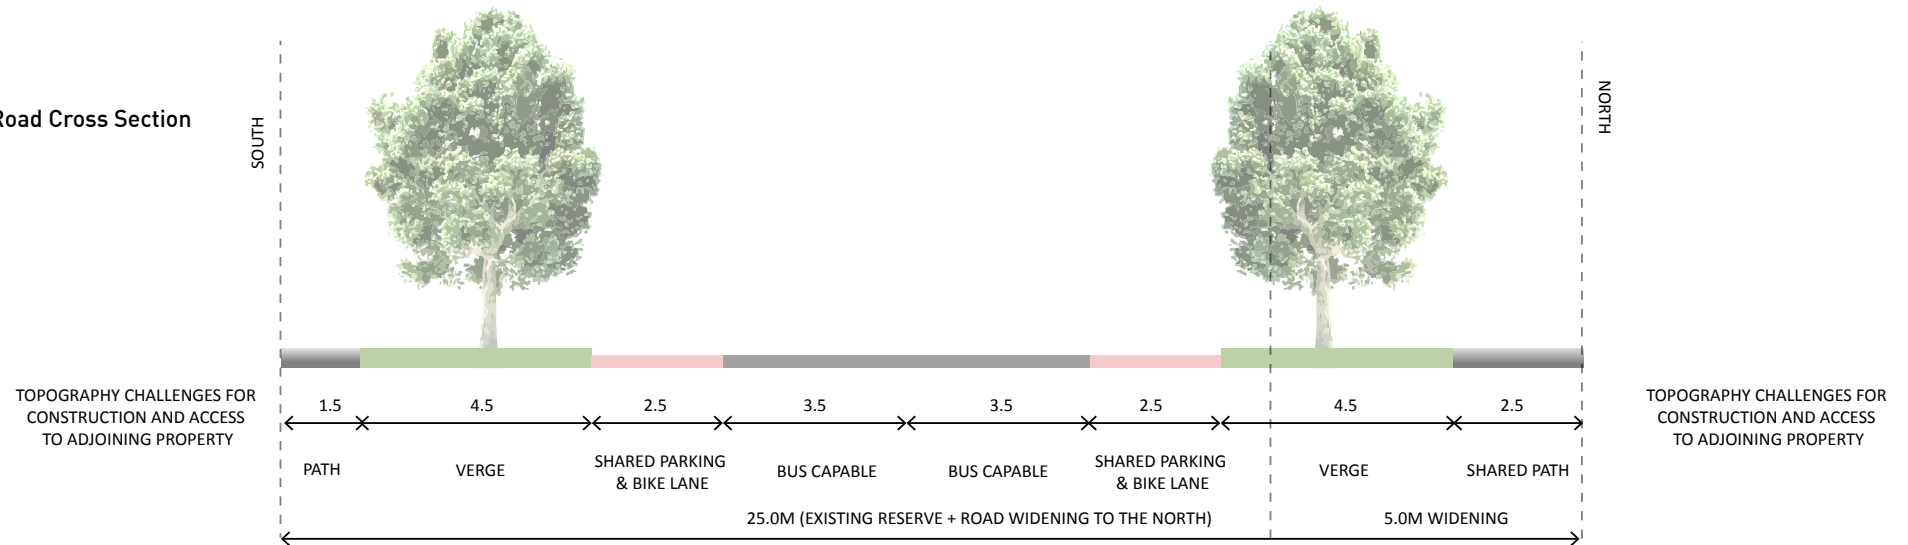 Road Cross Section
SOUTH
NORTH
TOPOGRAPHY CHALLENGES FOR
CONSTRUCTION AND ACCESS
TO ADJOINING PROPERTY
1.5
4.5
2.5
3.5
3.5
2.5
4.5
2.5
TOPOGRAPHY CHALLENGES FOR
CONSTRUCTION AND ACCESS
TO ADJOINING PROPERTY
PATH
VERGE
SHARED PARKING
& BIKE LANE
BUS CAPABLE
BUS CAPABLE
SHARED PARKING
& BIKE LANE
VERGE
SHARED PATH
25.0M (EXISTING RESERVE + ROAD WIDENING TO THE NORTH)
5.0M WIDENING